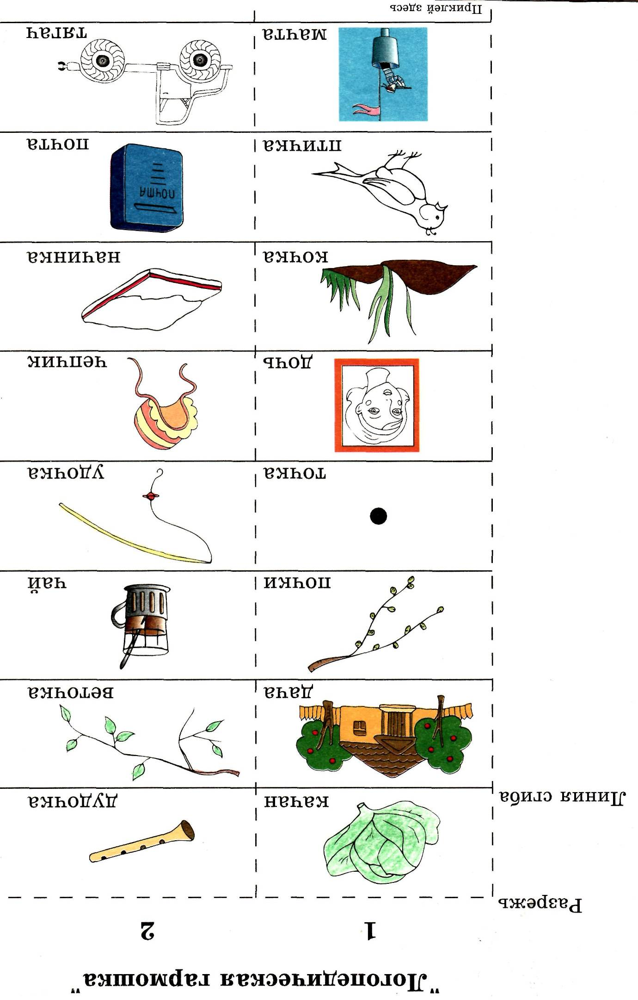 "Логопедическая гармошка"
1 2
Разрежь
Линия сгиба
качан
дудочка
дача
веточка
почки
чай
точка
удочка
дочь
чепчик
кочка
начинка
птичка
ПОЧТА
почта
мачта
тягач
Приклей здесь